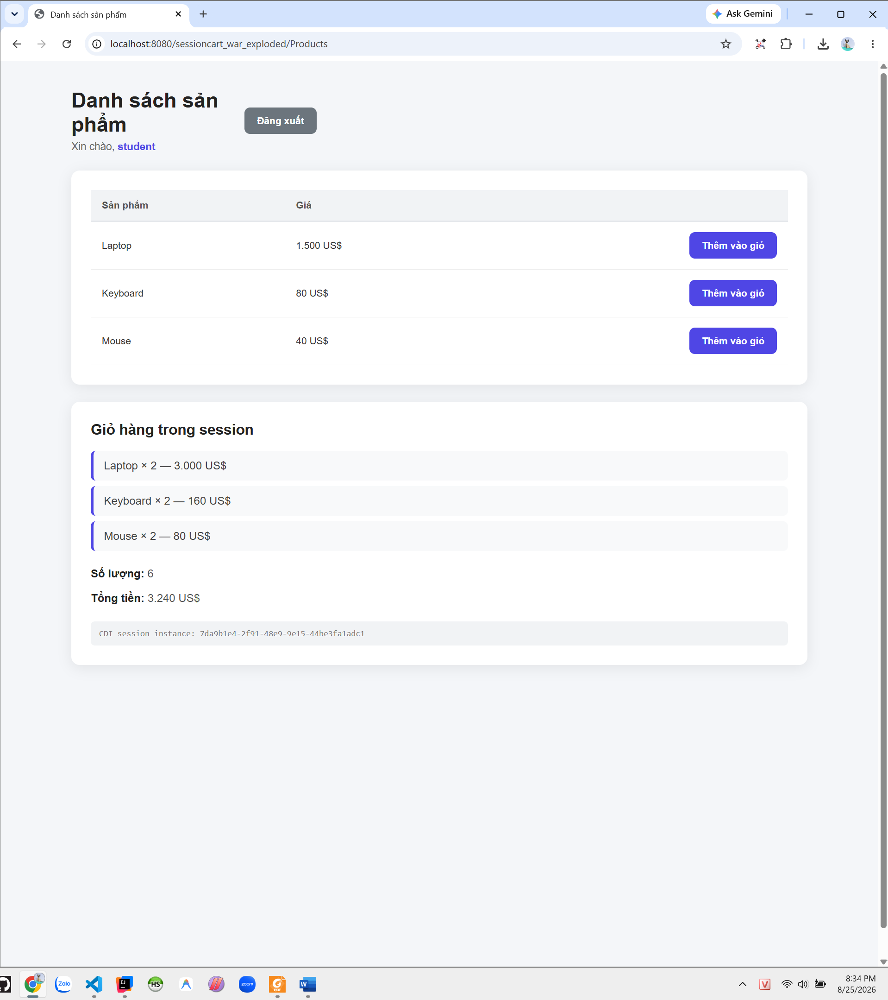 Danh sách sản phẩm
Ask Gemini
localhost:8080/sessioncart_war_exploded/Products
Danh sách sản
phẩm
Đăng xuất
Xin chào, student
Sản phẩm Giá
Laptop 1.500 US$ Thêm vào giỏ
Keyboard 80 US$ Thêm vào giỏ
Mouse 40 US$ Thêm vào giỏ
Giỏ hàng trong session
Laptop × 2 — 3.000 US$
Keyboard × 2 — 160 US$
Mouse × 2 — 80 US$
Số lượng: 6
Tổng tiền: 3.240 US$
CDI session instance: 7da9b1e4-2f91-48e9-9e15-44be3fa1adc1
Zalo
IJ
HS
zoom
PDF
W
V
8:34 PM
8/25/2026